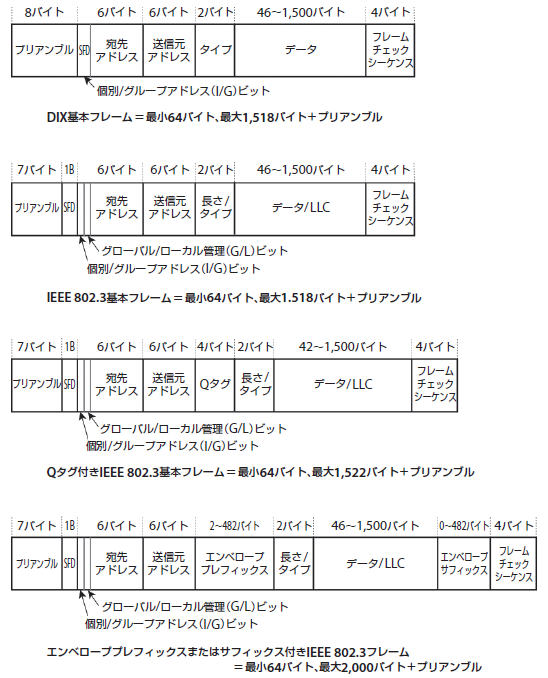 8バイト 6バイト 6バイト 2バイト 46~1,500バイト 4バイト
プリアンブル SFD 宛先アドレス 送信元アドレス タイプ データ フレームチェックシーケンス
個別/グループアドレス(I/G)ビット
DIX基本フレーム=最小64バイト、最大1,518バイト+プリアンブル
7バイト 1B 6バイト 6バイト 2バイト 46~1,500バイト 4バイト
プリアンブル SFD 宛先アドレス 送信元アドレス 長さ/タイプ データ/LLC フレームチェックシーケンス
グローバル/ローカル管理(G/L)ビット
個別/グループアドレス(I/G)ビット
IEEE 802.3基本フレーム=最小64バイト、最大1.518バイト+プリアンブル
7バイト 1B 6バイト 6バイト 4バイト 2バイト 42~1,500バイト 4バイト
プリアンブル SFD 宛先アドレス 送信元アドレス Qタグ 長さ/タイプ データ/LLC フレームチェックシーケンス
グローバル/ローカル管理(G/L)ビット
個別/グループアドレス(I/G)ビット
Qタグ付きIEEE 802.3基本フレーム=最小64バイト、最大1,522バイト+プリアンブル
7バイト 1B 6バイト 6バイト 2~482バイト 2バイト 46~1,500バイト 0~482バイト 4バイト
プリアンブル SFD 宛先アドレス 送信元アドレス エンベローププレフィックス 長さ/タイプ データ/LLC エンベロープサフィックス フレームチェックシーケンス
グローバル/ローカル管理(G/L)ビット
個別/グループアドレス(I/G)ビット
エンベローププレフィックスまたはサフィックス付きIEEE 802.3フレーム
=最小64バイト、最大2,000バイト+プリアンブル